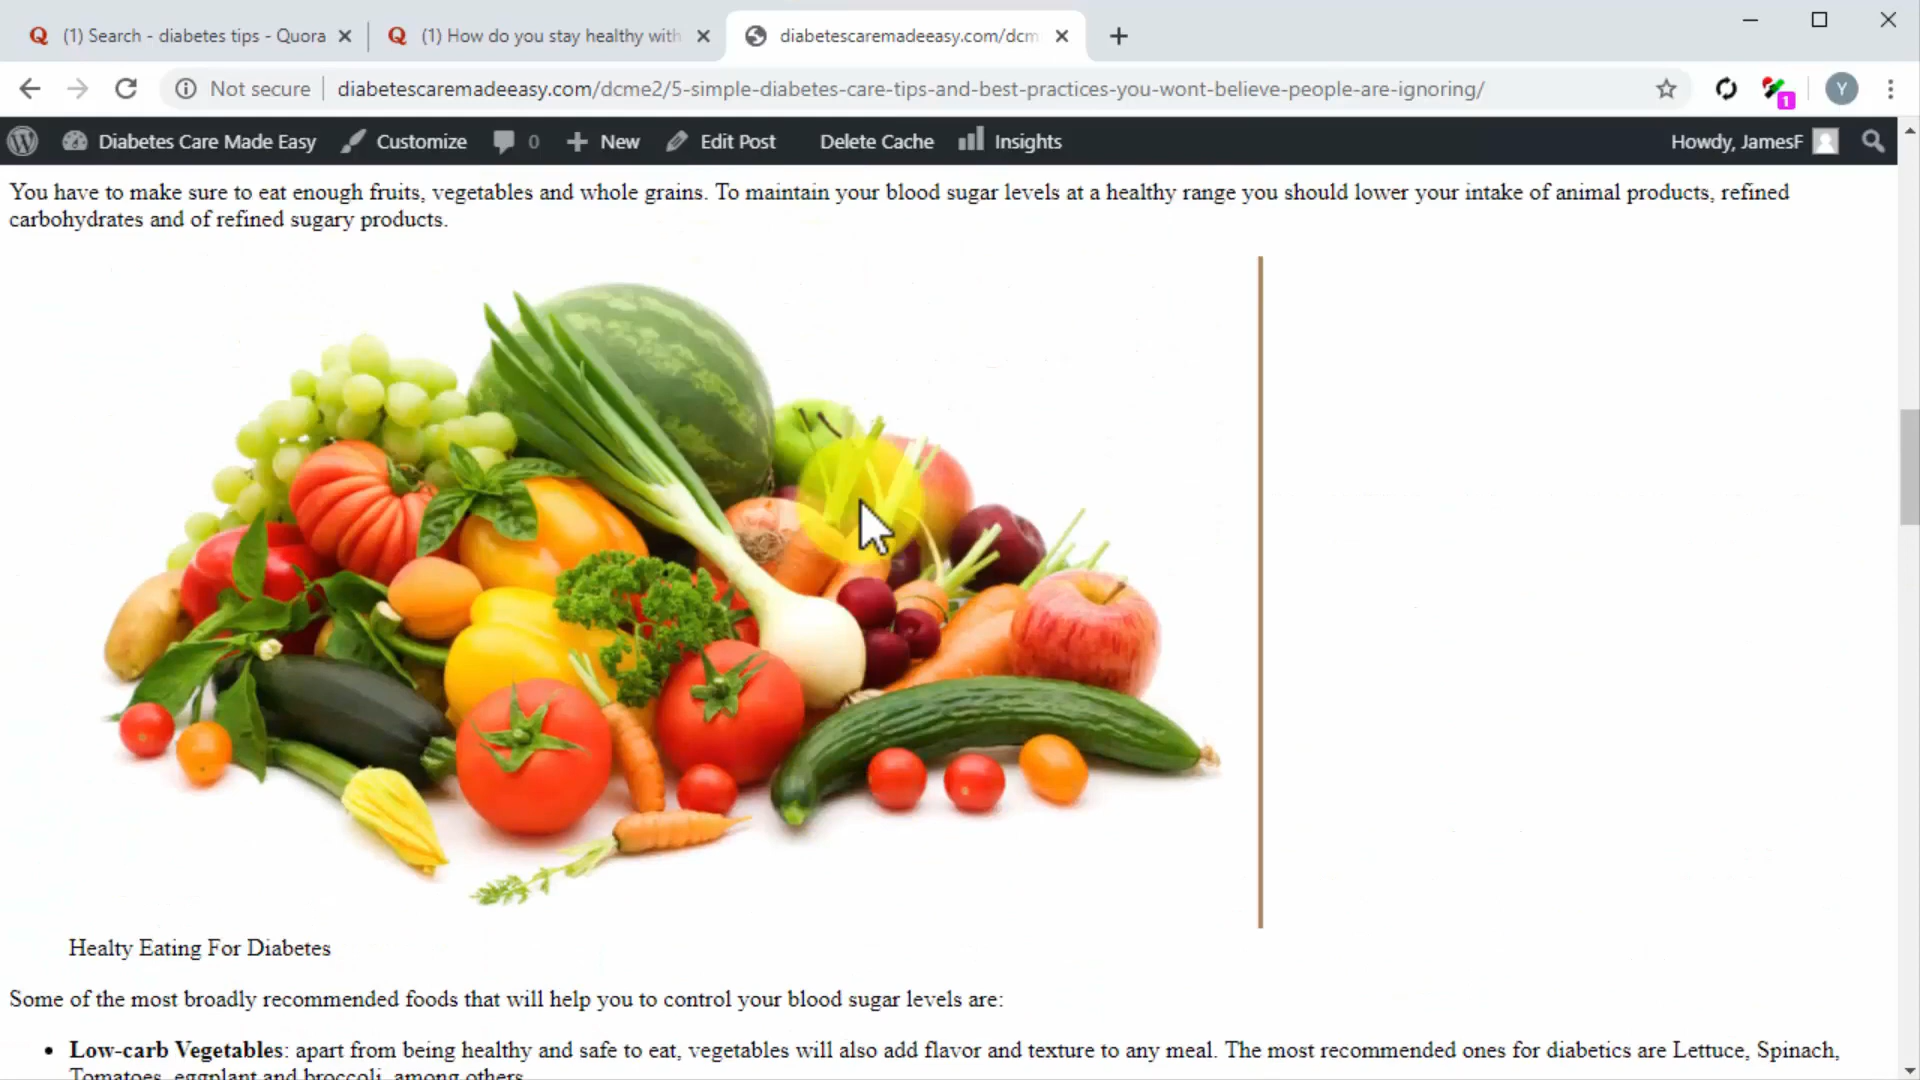 (1) Search - diabetes tips - Quora
(1) How do you stay healthy with
diabetescaremadeeasy.com/dcm
Not secure
diabetescaremadeeasy.com/dcme2/5-simple-diabetes-care-tips-and-best-practices-you-wont-believe-people-are-ignoring/
1
Y
Diabetes Care Made Easy
Customize
0
New
Edit Post
Delete Cache
Insights
Howdy, JamesF
You have to make sure to eat enough fruits, vegetables and whole grains. To maintain your blood sugar levels at a healthy range you should lower your intake of animal products, refined
carbohydrates and of refined sugary products.
Healty Eating For Diabetes
Some of the most broadly recommended foods that will help you to control your blood sugar levels are:
• Low-carb Vegetables: apart from being healthy and safe to eat, vegetables will also add flavor and texture to any meal. The most recommended ones for diabetics are Lettuce, Spinach,
Tomatoes, eggplant and broccoli, among others.